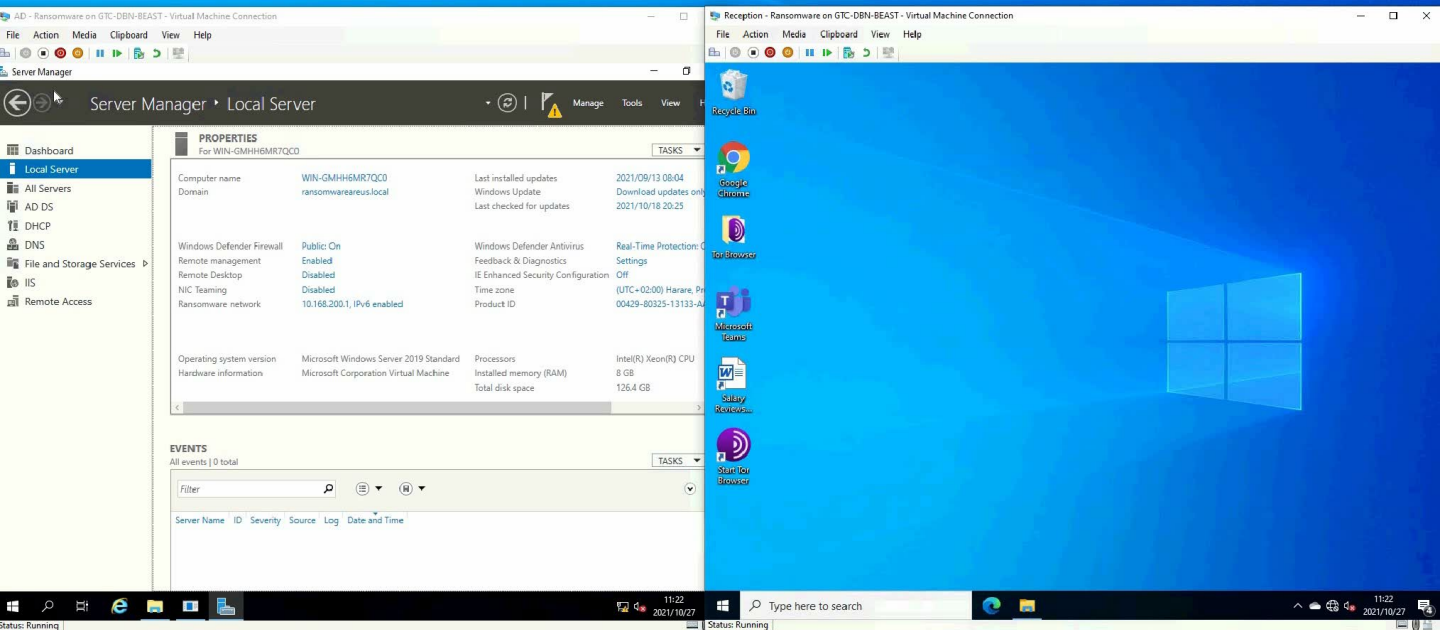 AD - Ransomware on GTC-DBN-BEAST - Virtual Machine Connection
File Action Media Clipboard View Help
Server Manager
Server Manager • Local Server
Manage Tools View H
Dashboard
Local Server
All Servers
AD DS
DHCP
DNS
File and Storage Services
IIS
Remote Access
PROPERTIES
For WIN-GMHH6MR7QC0
TASKS
Computer name WIN-GMHH6MR7QC0 Last installed updates 2021/09/13 08:04
Domain ransomwareareus.local Windows Update Download updates only
Last checked for updates 2021/10/18 20:25
Windows Defender Firewall Public: On Windows Defender Antivirus Real-Time Protection:
Remote management Enabled Feedback & Diagnostics Settings
Remote Desktop Disabled IE Enhanced Security Configuration Off
NIC Teaming Disabled Time zone (UTC+02:00) Harare, Pr
Ransomware network 10.168.200.1, IPv6 enabled Product ID 00429-80325-13133-AA
Operating system version Microsoft Windows Server 2019 Standard Processors Intel(R) Xeon(R) CPU
Hardware information Microsoft Corporation Virtual Machine Installed memory (RAM) 8 GB
Total disk space 126.4 GB
EVENTS
All events | 0 total
TASKS
Filter
Server Name ID Severity Source Log Date and Time
11:22
2021/10/27
Status: Running
Reception - Ransomware on GTC-DBN-BEAST - Virtual Machine Connection
File Action Media Clipboard View Help
Recycle Bin
Google
Chrome
Tor Browser
Microsoft
Teams
Salary
Reviews...
Start Tor
Browser
Type here to search
11:22
2021/10/27
4
Status: Running